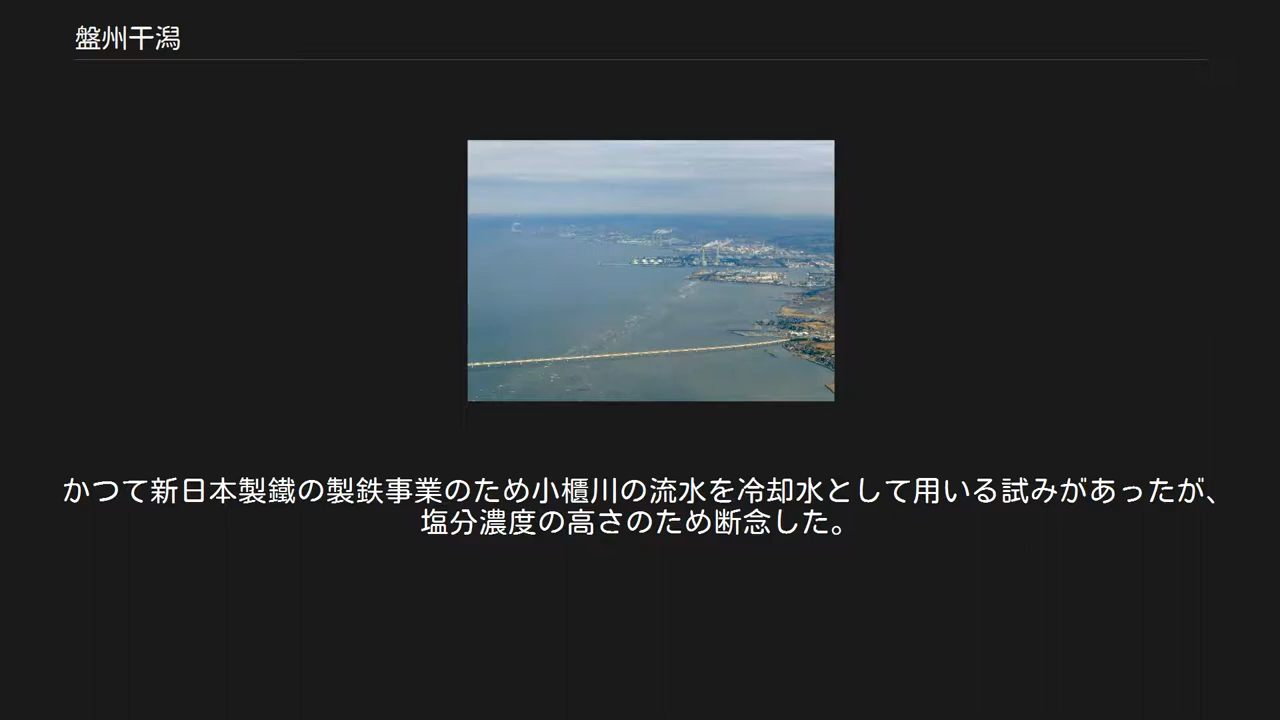 盤州干潟
かつて新日本製鐵の製鉄事業のため小櫃川の流水を冷却水として用いる試みがあったが、
塩分濃度の高さのため断念した。